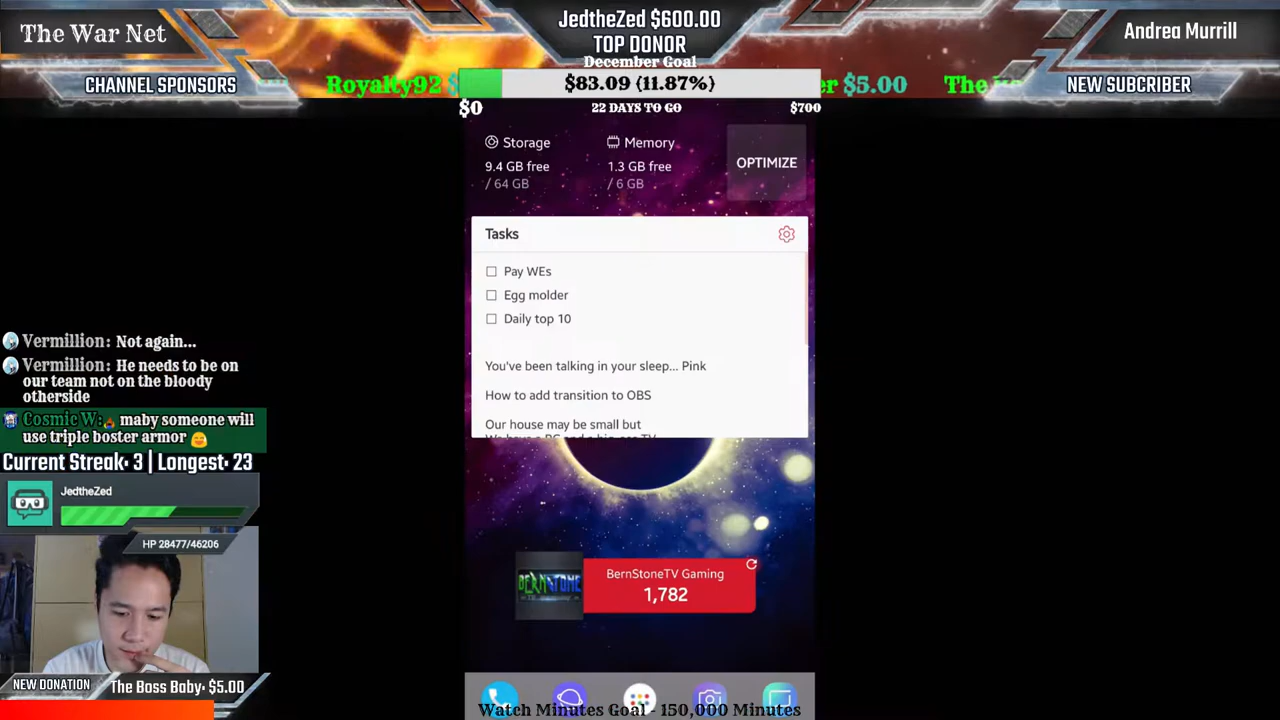 The War Net
JedtheZed $600.00
TOP DONOR
Andrea Murrill
December Goal
CHANNEL SPONSORS
Royalty92 $
$83.09 (11.87%)
er $5.00
The
NEW SUBCRIBER
$0
22 DAYS TO GO
$700
Storage
Memory
9.4 GB free
1.3 GB free
OPTIMIZE
/ 64 GB
/ 6 GB
Tasks
Pay WEs
Egg molder
Daily top 10
You've been talking in your sleep... Pink
How to add transition to OBS
Our house may be small but
Vermillion: Not again...
Vermillion: He needs to be on
our team not on the bloody
otherside
Cosmic W: maby someone will
use triple boster armor
Current Streak: 3 | Longest: 23
JedtheZed
HP 28477/46206
BERNSTONE
BernStoneTV Gaming
1,782
NEW DONATION
The Boss Baby: $5.00
Watch Minutes Goal - 150,000 Minutes